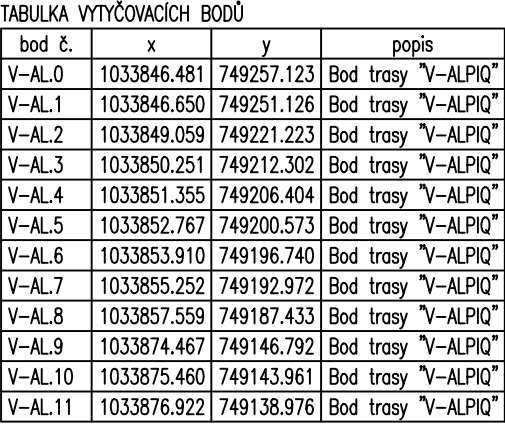 TABULKA VYTYČOVACÍCH BODŮ
bod č. x y popis
V-AL.0 1033846.481 749257.123 Bod trasy "V-ALPIQ"
V-AL.1 1033846.650 749251.126 Bod trasy "V-ALPIQ"
V-AL.2 1033849.059 749221.223 Bod trasy "V-ALPIQ"
V-AL.3 1033850.251 749212.302 Bod trasy "V-ALPIQ"
V-AL.4 1033851.355 749206.404 Bod trasy "V-ALPIQ"
V-AL.5 1033852.767 749200.573 Bod trasy "V-ALPIQ"
V-AL.6 1033853.910 749196.740 Bod trasy "V-ALPIQ"
V-AL.7 1033855.252 749192.972 Bod trasy "V-ALPIQ"
V-AL.8 1033857.559 749187.433 Bod trasy "V-ALPIQ"
V-AL.9 1033874.467 749146.792 Bod trasy "V-ALPIQ"
V-AL.10 1033875.460 749143.961 Bod trasy "V-ALPIQ"
V-AL.11 1033876.922 749138.976 Bod trasy "V-ALPIQ"